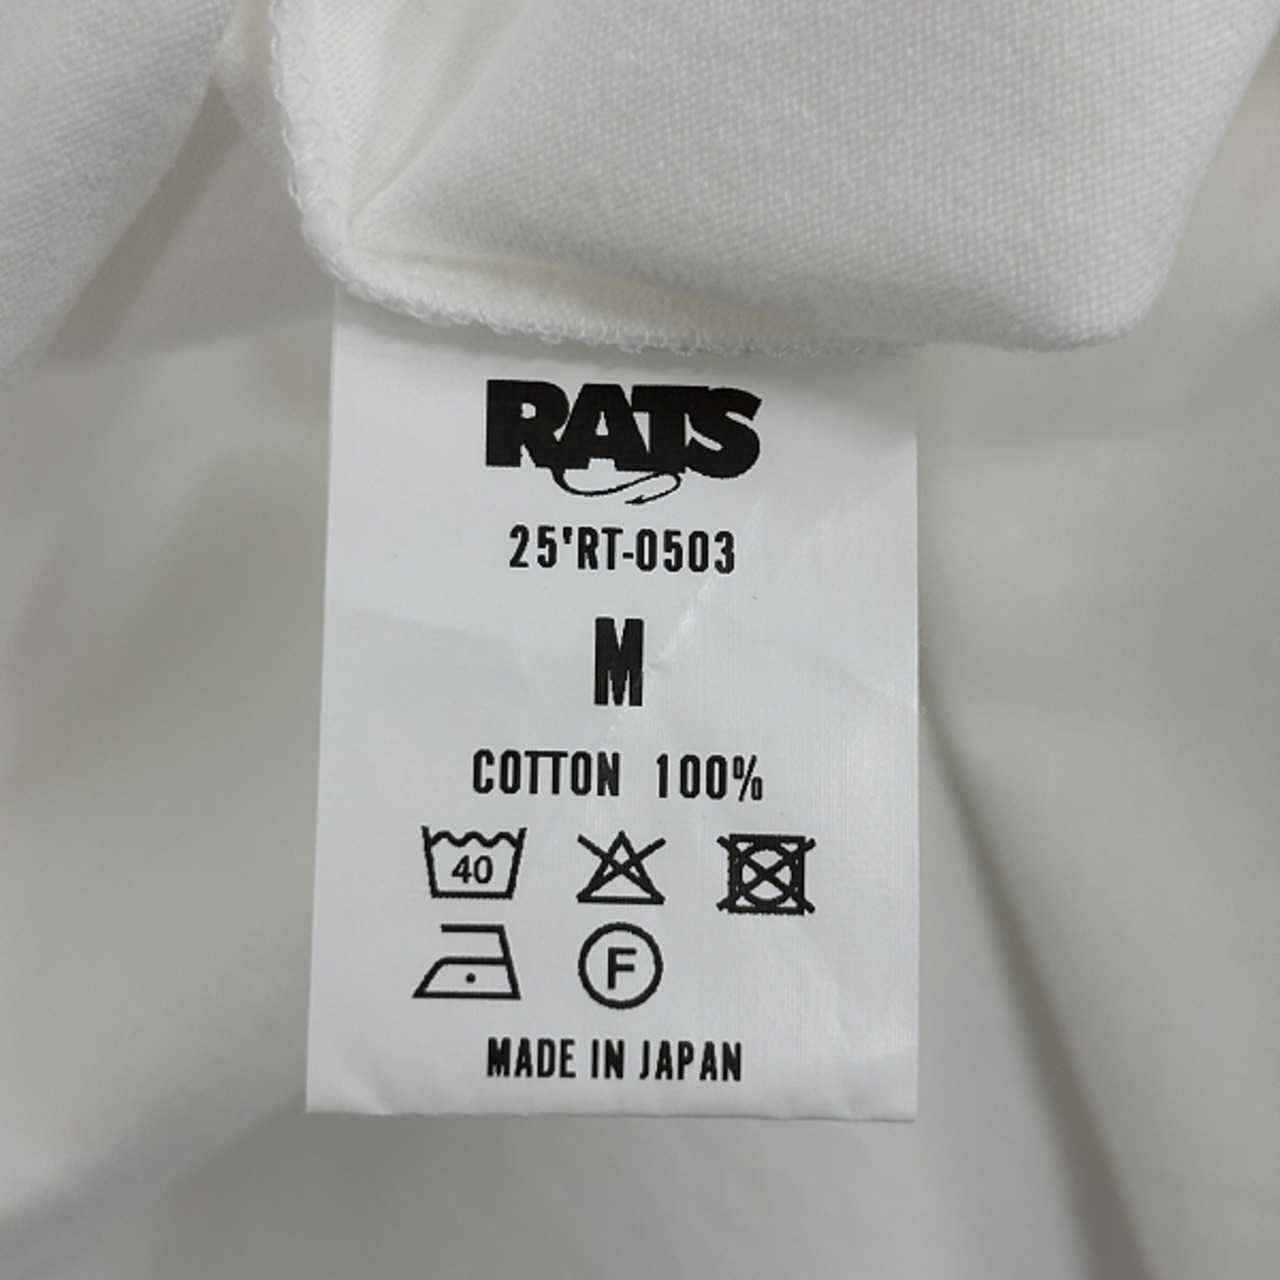 RATS
25'RT-0503
M
COTTON 100%
40
F
MADE IN JAPAN